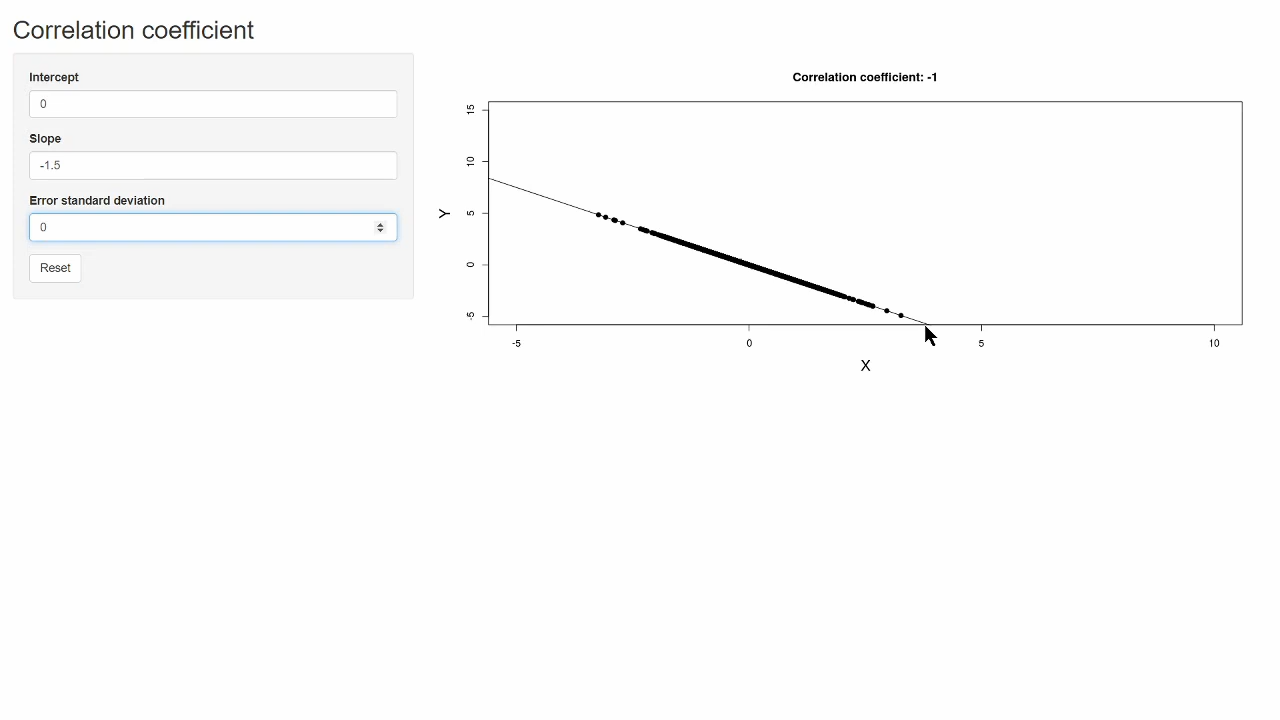 Correlation coefficient
Intercept
0
Slope
-1.5
Error standard deviation
0
Reset
Correlation coefficient: -1
15
10
5
0
-5
Y
-5
0
5
10
X